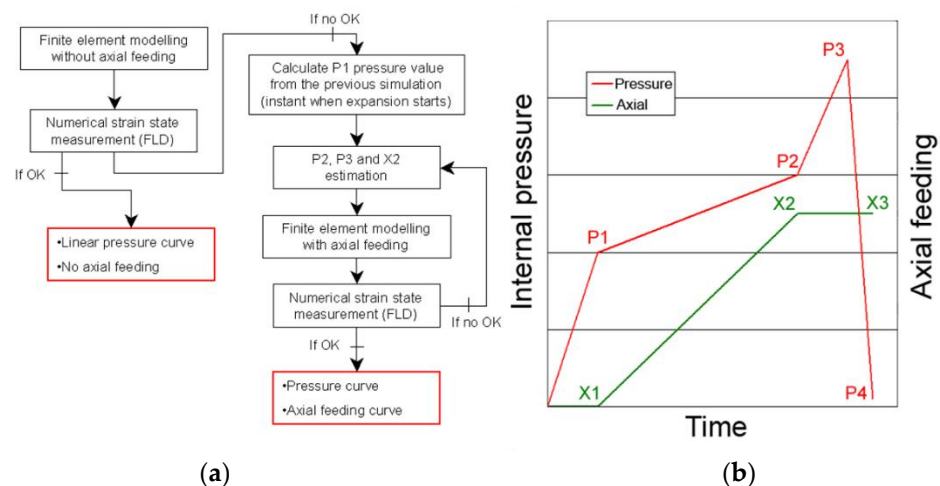 If no OK
Finite element modelling
without axial feeding
Numerical strain state
measurement (FLD)
If OK
•Linear pressure curve
•No axial feeding
Calculate P1 pressure value
from the previous simulation
(instant when expansion starts)
P2, P3 and X2
estimation
Finite element modelling
with axial feeding
Numerical strain state
measurement (FLD)
If no OK
If OK
•Pressure curve
•Axial feeding curve
(a)
Internal pressure
Pressure
Axial
P3
P2
X2
X3
P1
X1
P4
Axial feeding
Time
(b)